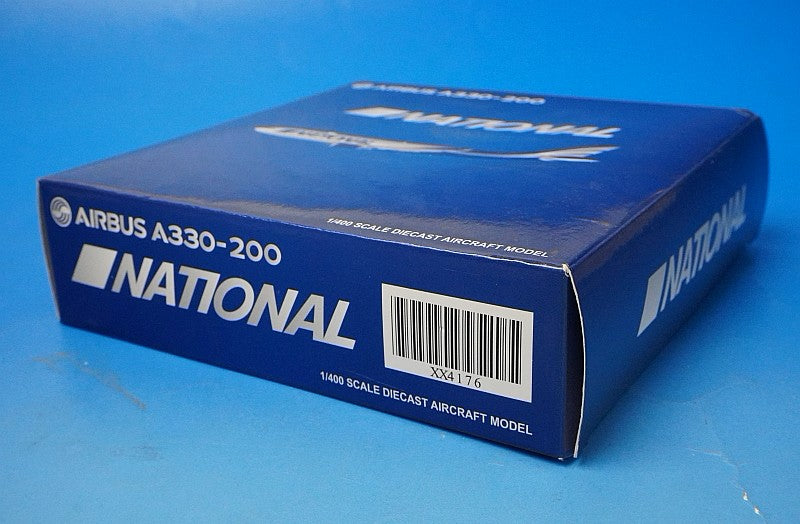 AIRBUS A330-200
NATIONAL
1/400 SCALE DIECAST AIRCRAFT MODEL
AIRBUS A330-200
NATIONAL
XX4176
1/400 SCALE DIECAST AIRCRAFT MODEL
NATIONAL